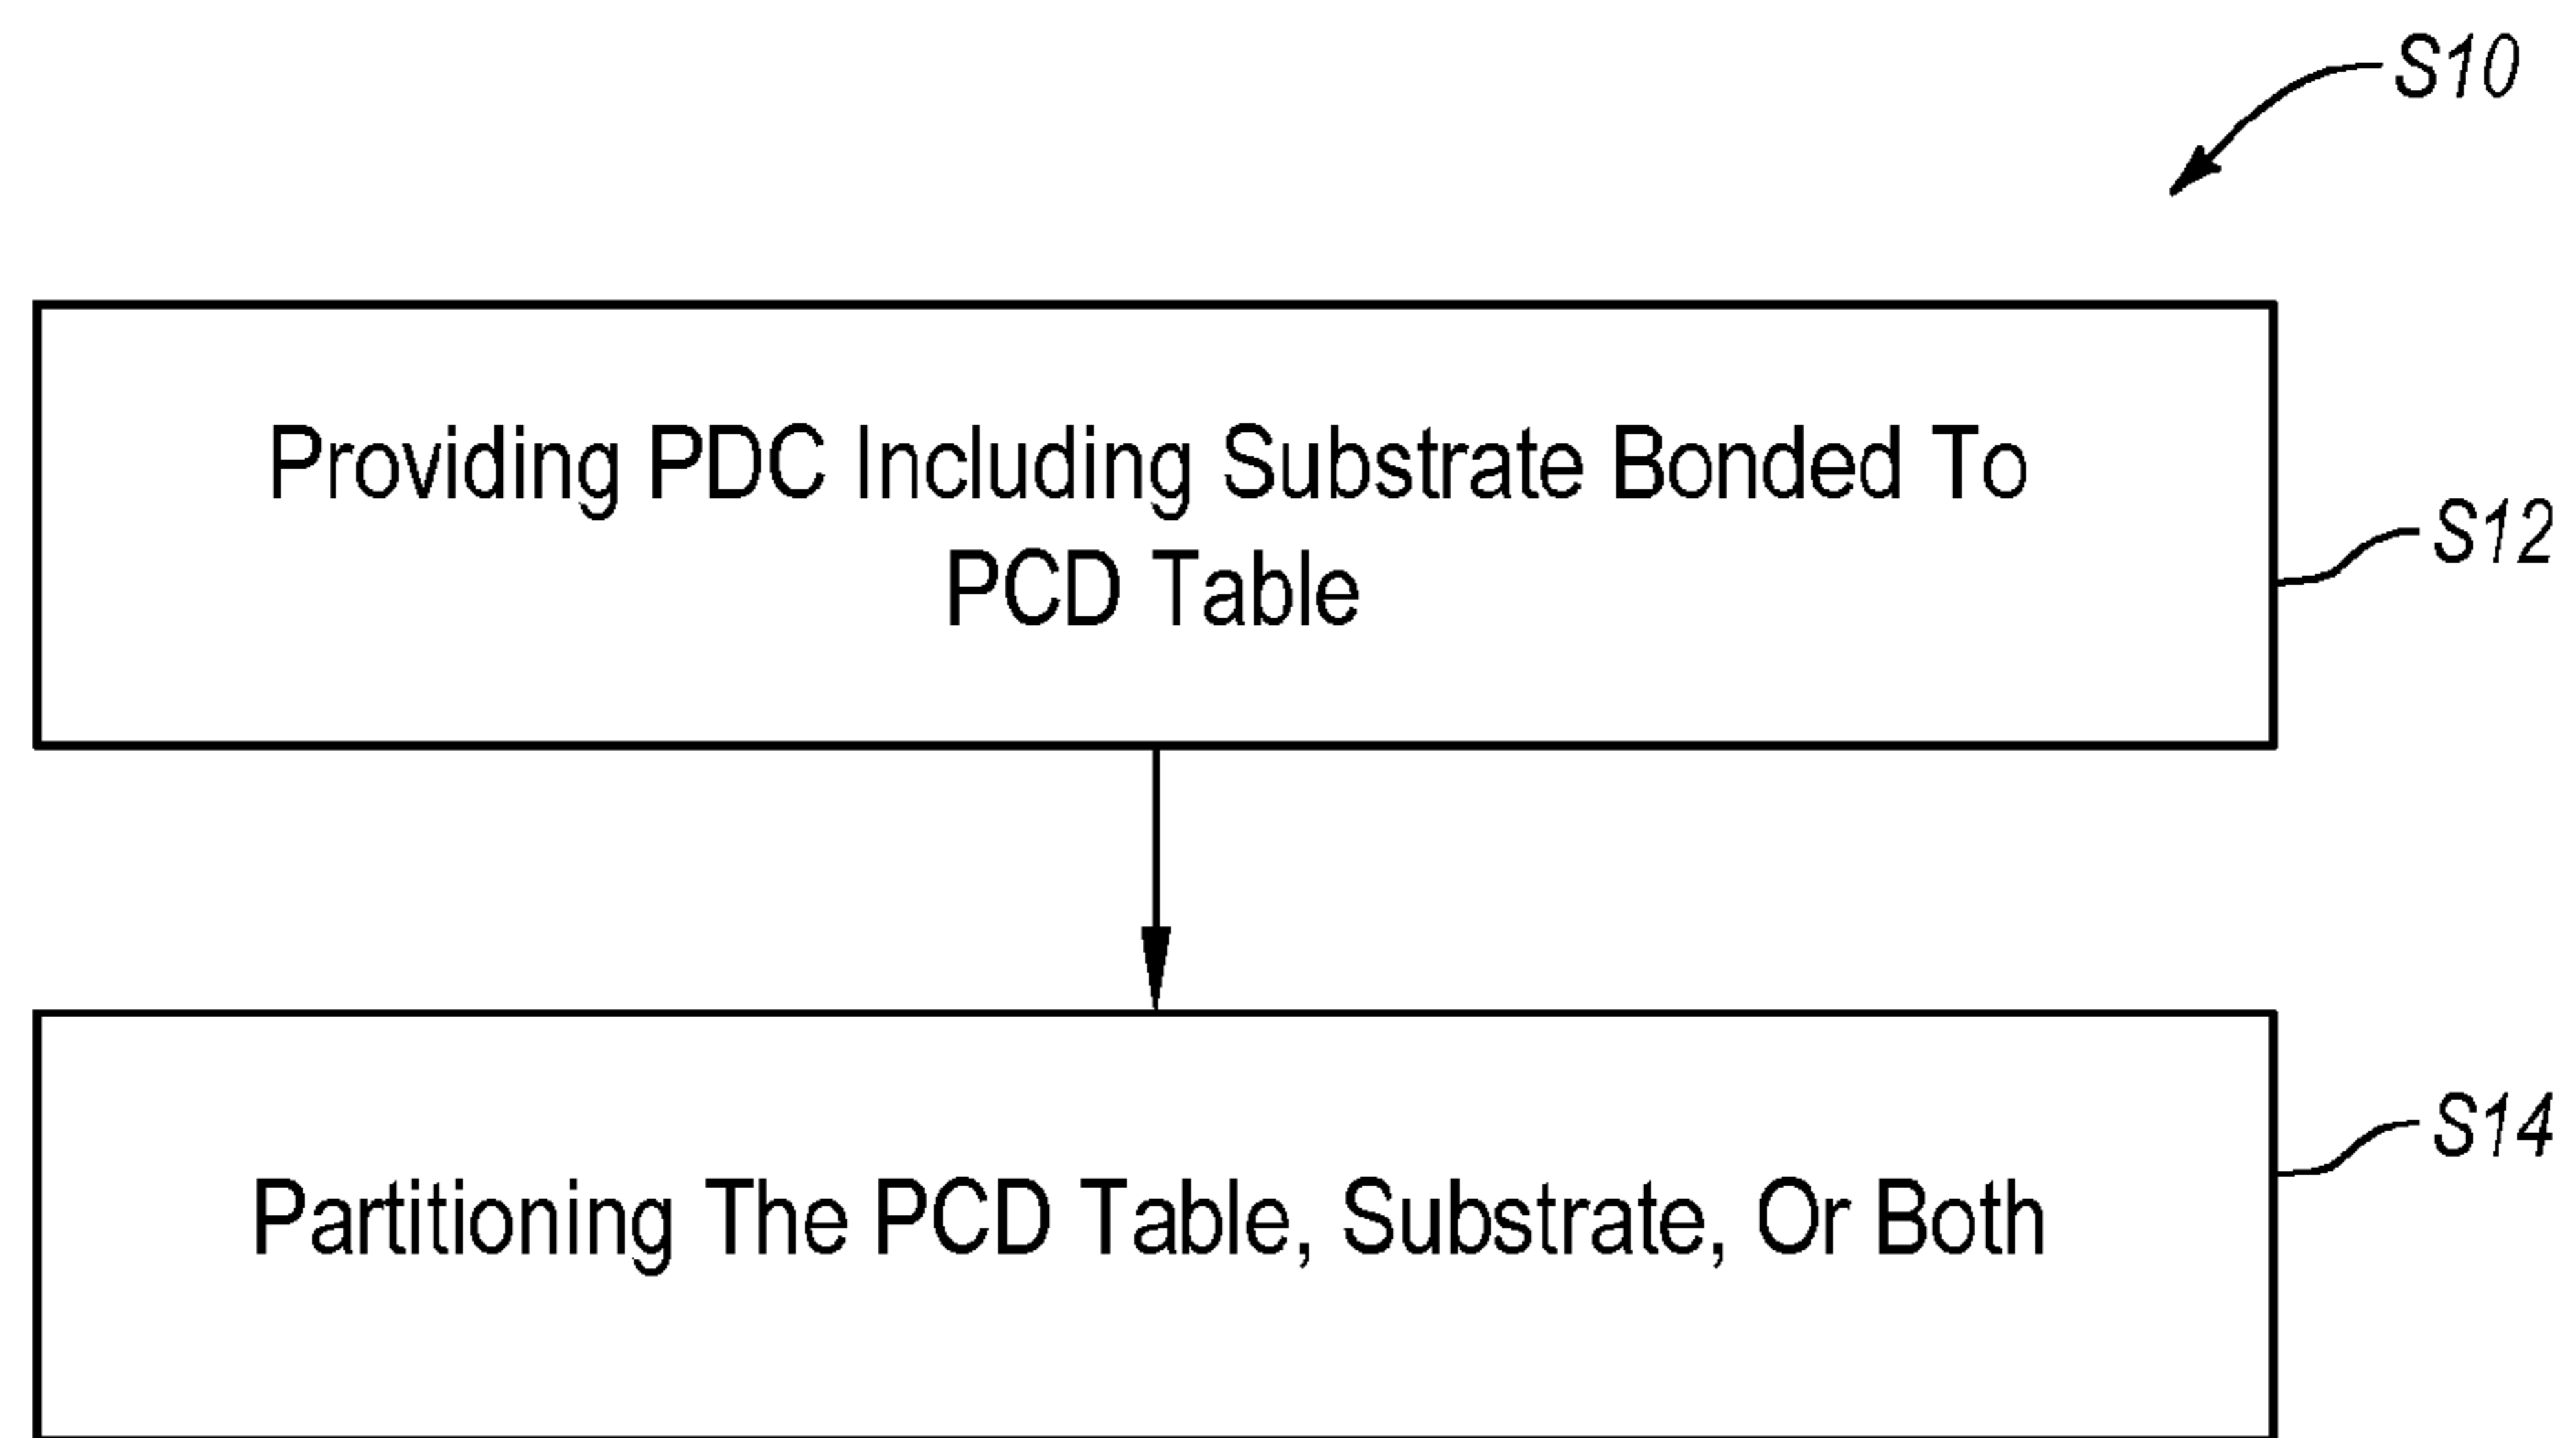 S10
Providing PDC Including Substrate Bonded To
PCD Table
S12
Partitioning The PCD Table, Substrate, Or Both
S14